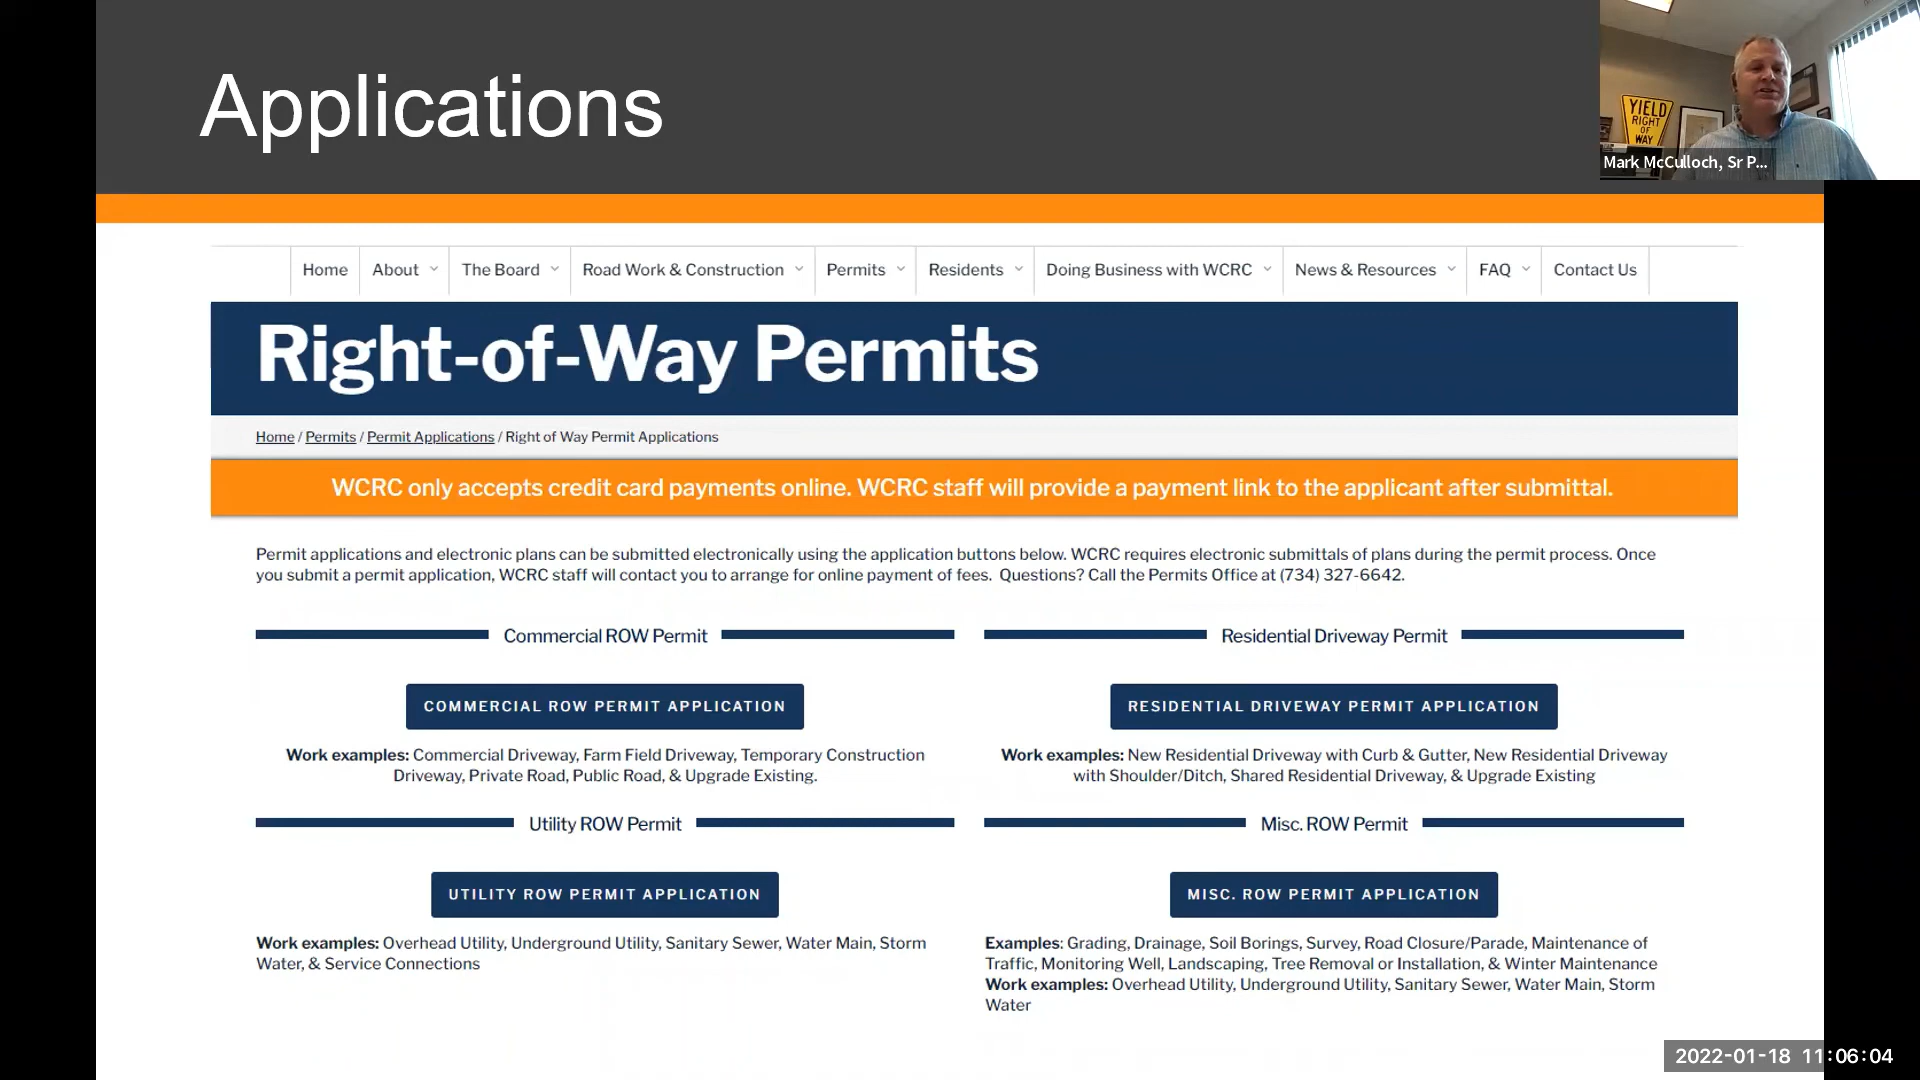 Applications
YIELD
RIGHT
OF
WAY
Mark McCulloch, Sr P...
Home About The Board Road Work & Construction Permits Residents Doing Business with WCRC News & Resources FAQ Contact Us
Right-of-Way Permits
Home / Permits / Permit Applications / Right of Way Permit Applications
WCRC only accepts credit card payments online. WCRC staff will provide a payment link to the applicant after submittal.
Permit applications and electronic plans can be submitted electronically using the application buttons below. WCRC requires electronic submittals of plans during the permit process. Once
you submit a permit application, WCRC staff will contact you to arrange for online payment of fees. Questions? Call the Permits Office at (734) 327-6642.
Commercial ROW Permit
COMMERCIAL ROW PERMIT APPLICATION
Work examples: Commercial Driveway, Farm Field Driveway, Temporary Construction
Driveway, Private Road, Public Road, & Upgrade Existing.
Residential Driveway Permit
RESIDENTIAL DRIVEWAY PERMIT APPLICATION
Work examples: New Residential Driveway with Curb & Gutter, New Residential Driveway
with Shoulder/Ditch, Shared Residential Driveway, & Upgrade Existing
Utility ROW Permit
UTILITY ROW PERMIT APPLICATION
Work examples: Overhead Utility, Underground Utility, Sanitary Sewer, Water Main, Storm
Water, & Service Connections
Misc. ROW Permit
MISC. ROW PERMIT APPLICATION
Examples: Grading, Drainage, Soil Borings, Survey, Road Closure/Parade, Maintenance of
Traffic, Monitoring Well, Landscaping, Tree Removal or Installation, & Winter Maintenance
Work examples: Overhead Utility, Underground Utility, Sanitary Sewer, Water Main, Storm
Water
2022-01-18 11:06:04